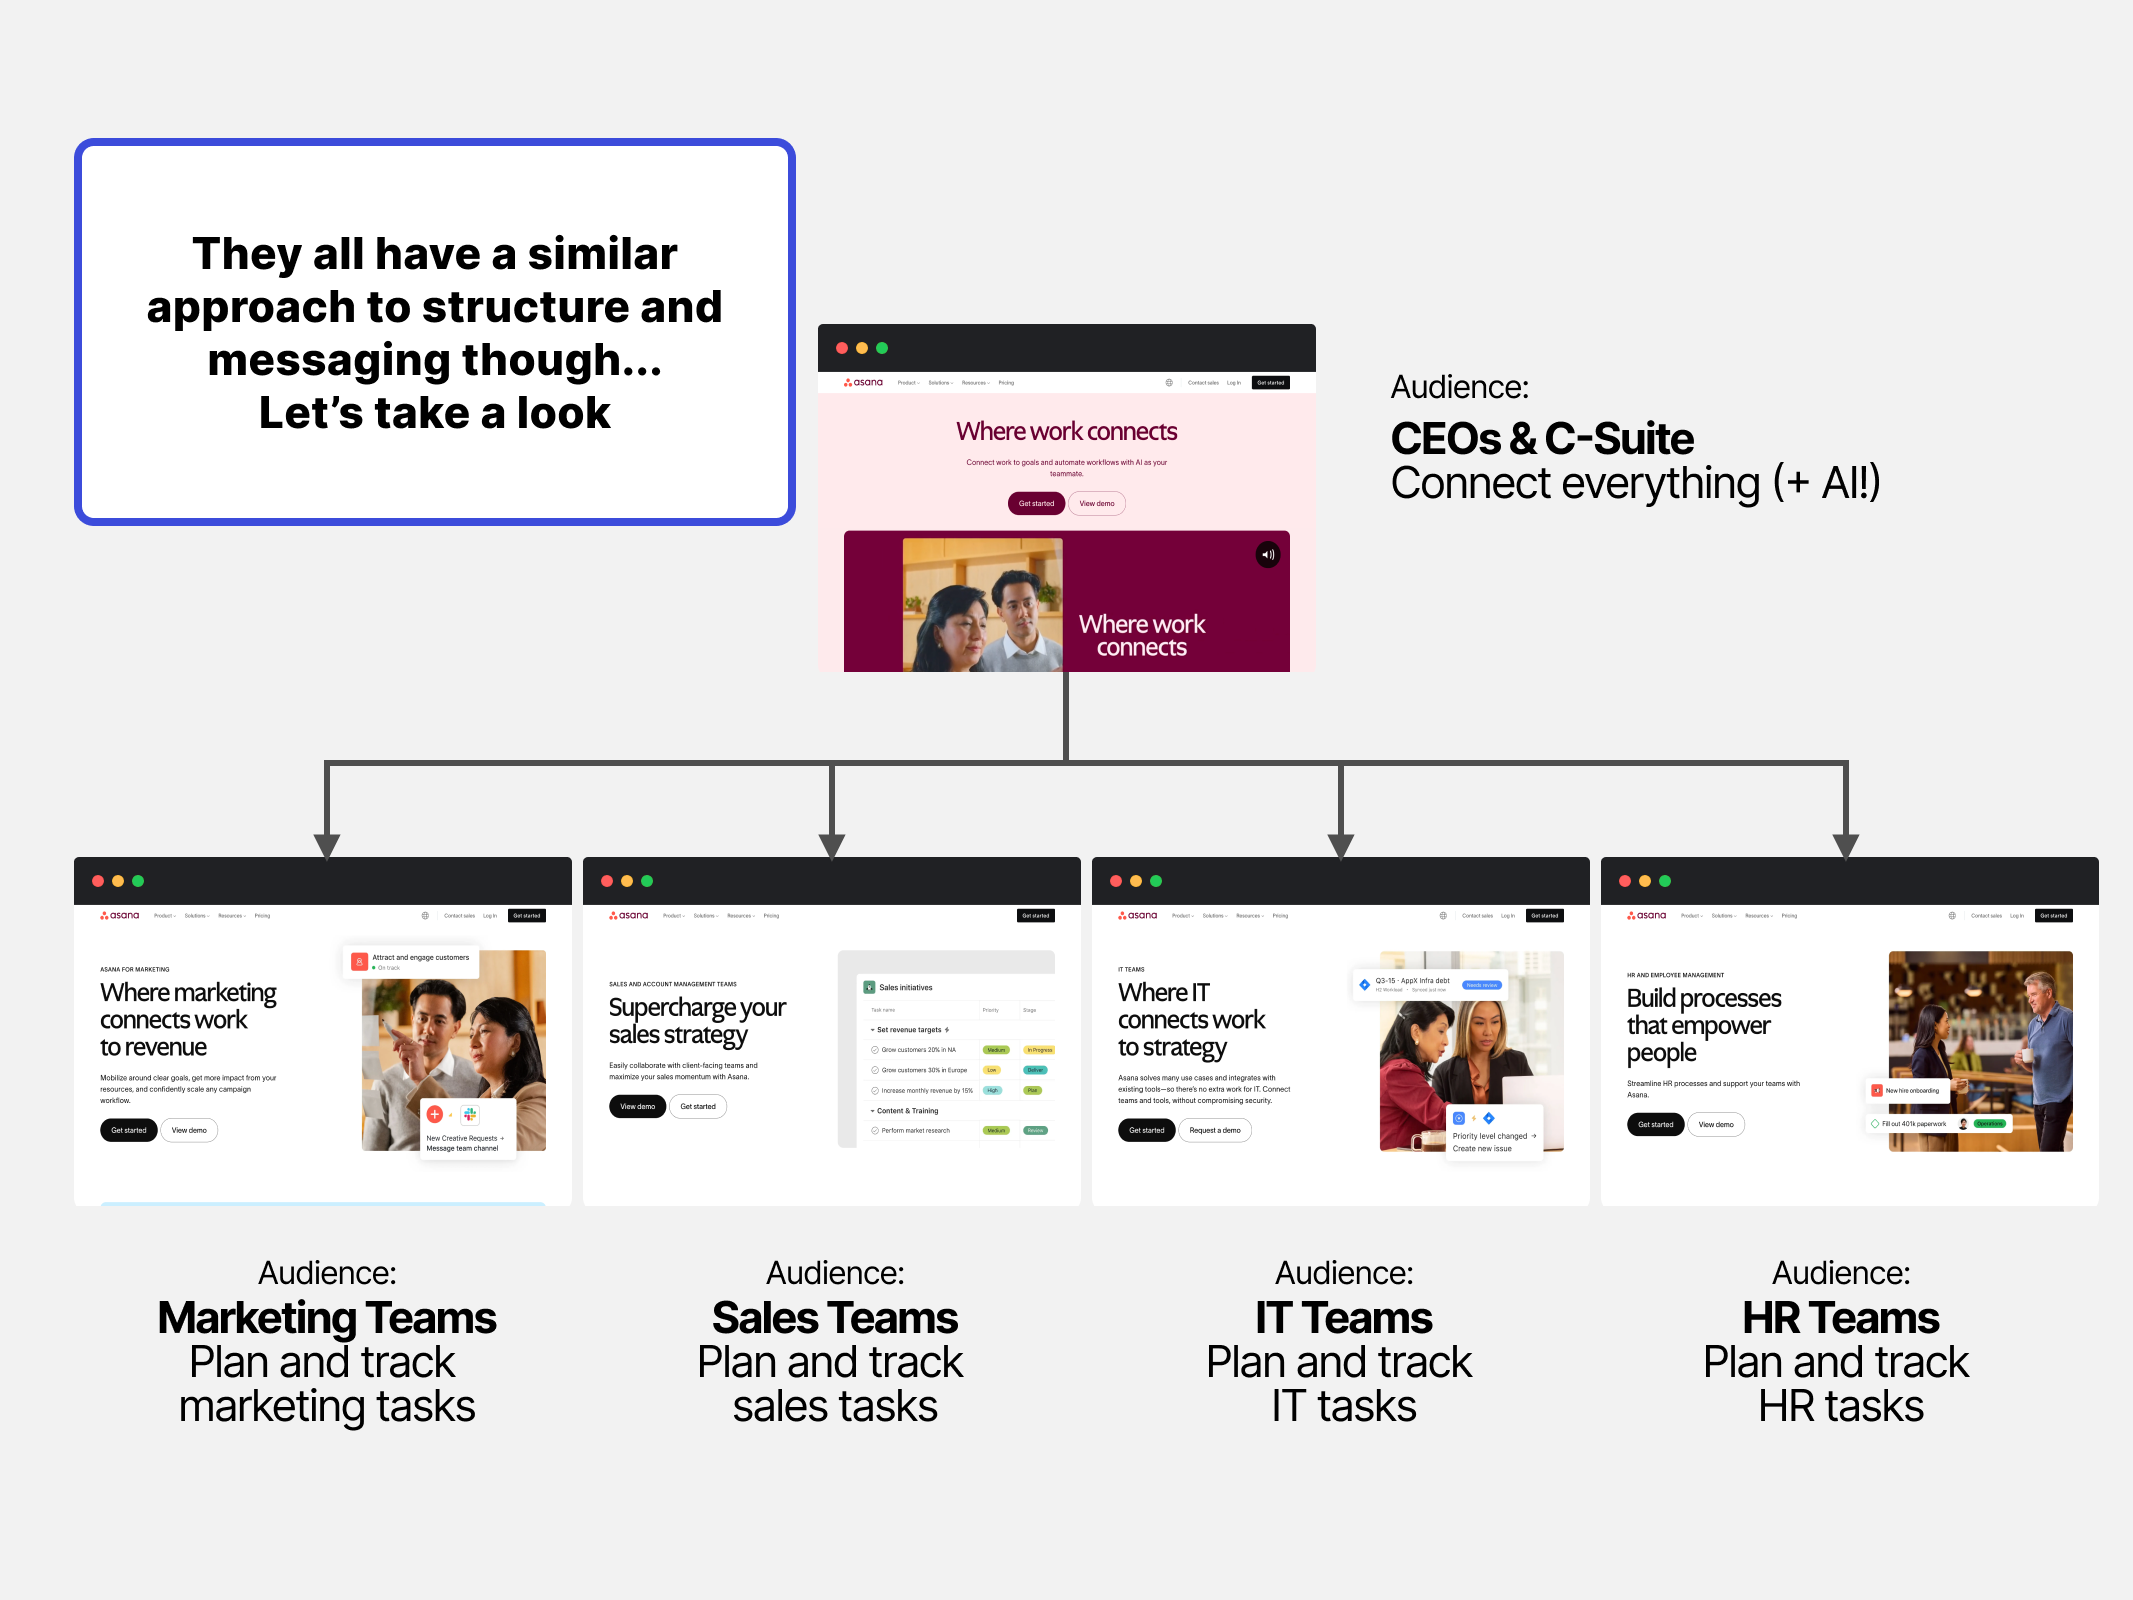 They all have a similar
approach to structure and
messaging though...
Let's take a look
asana
Product Solutions Resources Pricing
Contact sales Log In Get started
Where work connects
Connect work to goals and automate workflows with AI as your
teammate.
Get started View demo
Where work
connects
Audience:
CEOs & C-Suite
Connect everything (+ AI!)
asana
Product Solutions Resources Pricing
Contact sales Log In Get started
ASANA FOR MARKETING
Where marketing
connects work
to revenue
Mobilize around clear goals, get more impact from your
resources, and confidently scale any campaign
workflow.
Get started View demo
Attract and engage customers
On track
New Creative Requests →
Message team channel
asana
Product Solutions Resources Pricing
Get started
SALES AND ACCOUNT MANAGEMENT TEAMS
Supercharge your
sales strategy
Easily collaborate with client-facing teams and
maximize your sales momentum with Asana.
View demo Get started
Sales initiatives
Task name Priority Stage
Set revenue targets
Grow customers 20% in NA Medium In Progress
Grow customers 30% in Europe Low Deliver
Increase monthly revenue by 15% High Plan
Content & Training
Perform market research Medium Review
asana
Product Solutions Resources Pricing
Contact sales Log In Get started
IT TEAMS
Where IT
connects work
to strategy
Asana solves many use cases and integrates with
existing tools—so there's no extra work for IT. Connect
teams and tools, without compromising security.
Get started Request a demo
Q3-15 - AppX Infra debt Needs review
H2 Workload • Synced just now
Priority level changed →
Create new issue
asana
Product Solutions Resources Pricing
Contact sales Log In Get started
HR AND EMPLOYEE MANAGEMENT
Build processes
that empower
people
Streamline HR processes and support your teams with
Asana.
Get started View demo
New hire onboarding
Fill out 401k paperwork Operations
Audience:
Marketing Teams
Plan and track
marketing tasks
Audience:
Sales Teams
Plan and track
sales tasks
Audience:
IT Teams
Plan and track
IT tasks
Audience:
HR Teams
Plan and track
HR tasks